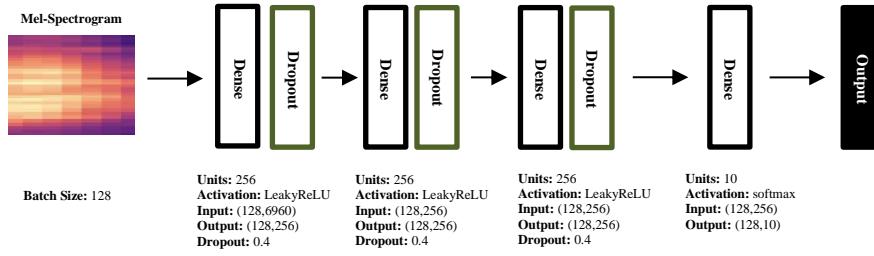 Mel-Spectrogram
Dense
Dropout
Dense
Dropout
Dense
Dropout
Dense
Output
Batch Size: 128
Units: 256
Activation: LeakyReLU
Input: (128,6960)
Output: (128,256)
Dropout: 0.4
Units: 256
Activation: LeakyReLU
Input: (128,256)
Output: (128,256)
Dropout: 0.4
Units: 256
Activation: LeakyReLU
Input: (128,256)
Output: (128,256)
Dropout: 0.4
Units: 10
Activation: softmax
Input: (128,256)
Output: (128,10)